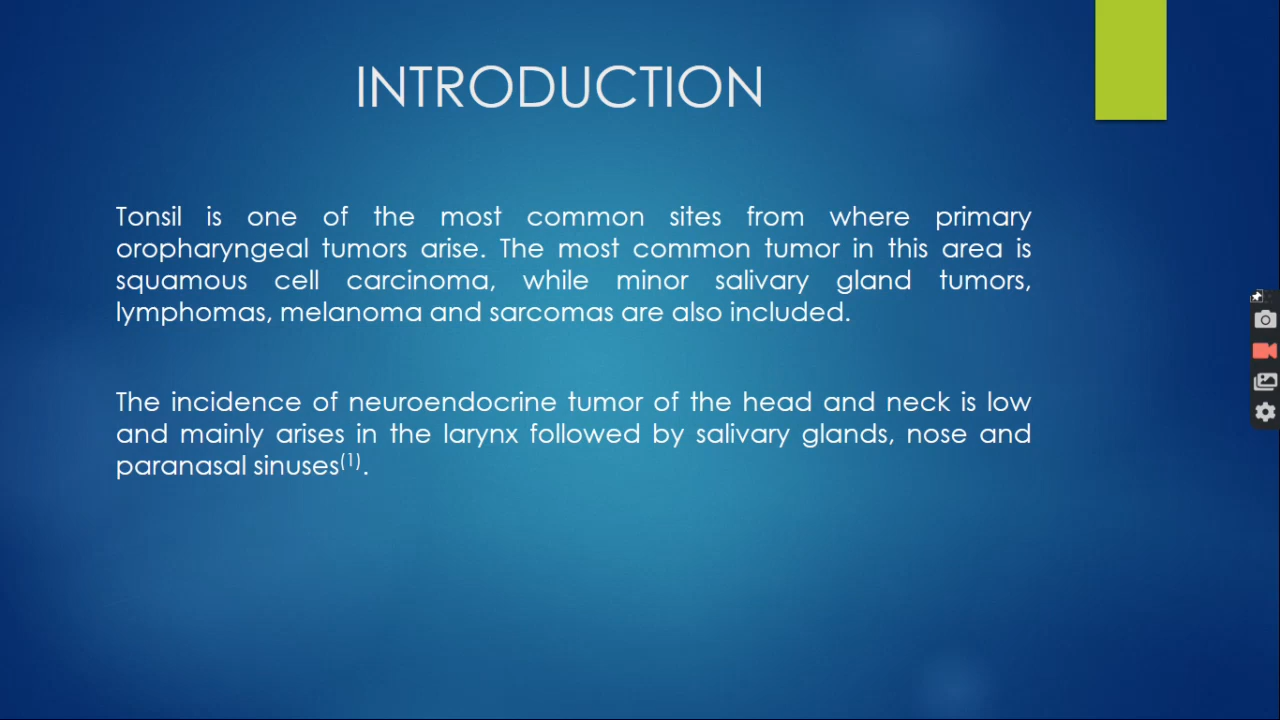 INTRODUCTION
Tonsil is one of the most common sites from where primary
oropharyngeal tumors arise. The most common tumor in this area is
squamous cell carcinoma, while minor salivary gland tumors,
lymphomas, melanoma and sarcomas are also included.
The incidence of neuroendocrine tumor of the head and neck is low
and mainly arises in the larynx followed by salivary glands, nose and
paranasal sinuses(1).